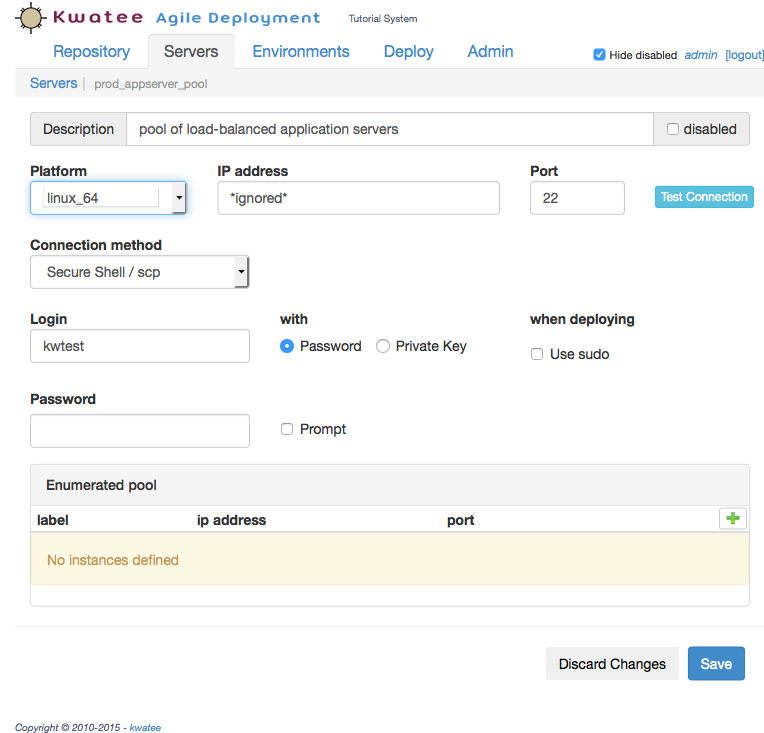 Kwatee Agile Deployment Tutorial System
Repository Servers Environments Deploy Admin Hide disabled admin [logout]
Servers prod_appserver_pool
Description pool of load-balanced application servers disabled
Platform IP address Port
linux_64 *ignored* 22 Test Connection
Connection method
Secure Shell / scp
Login with when deploying
kwtest Password Private Key Use sudo
Password
Prompt
Enumerated pool
label ip address port
No instances defined
Discard Changes Save
Copyright © 2010-2015 - kwatee